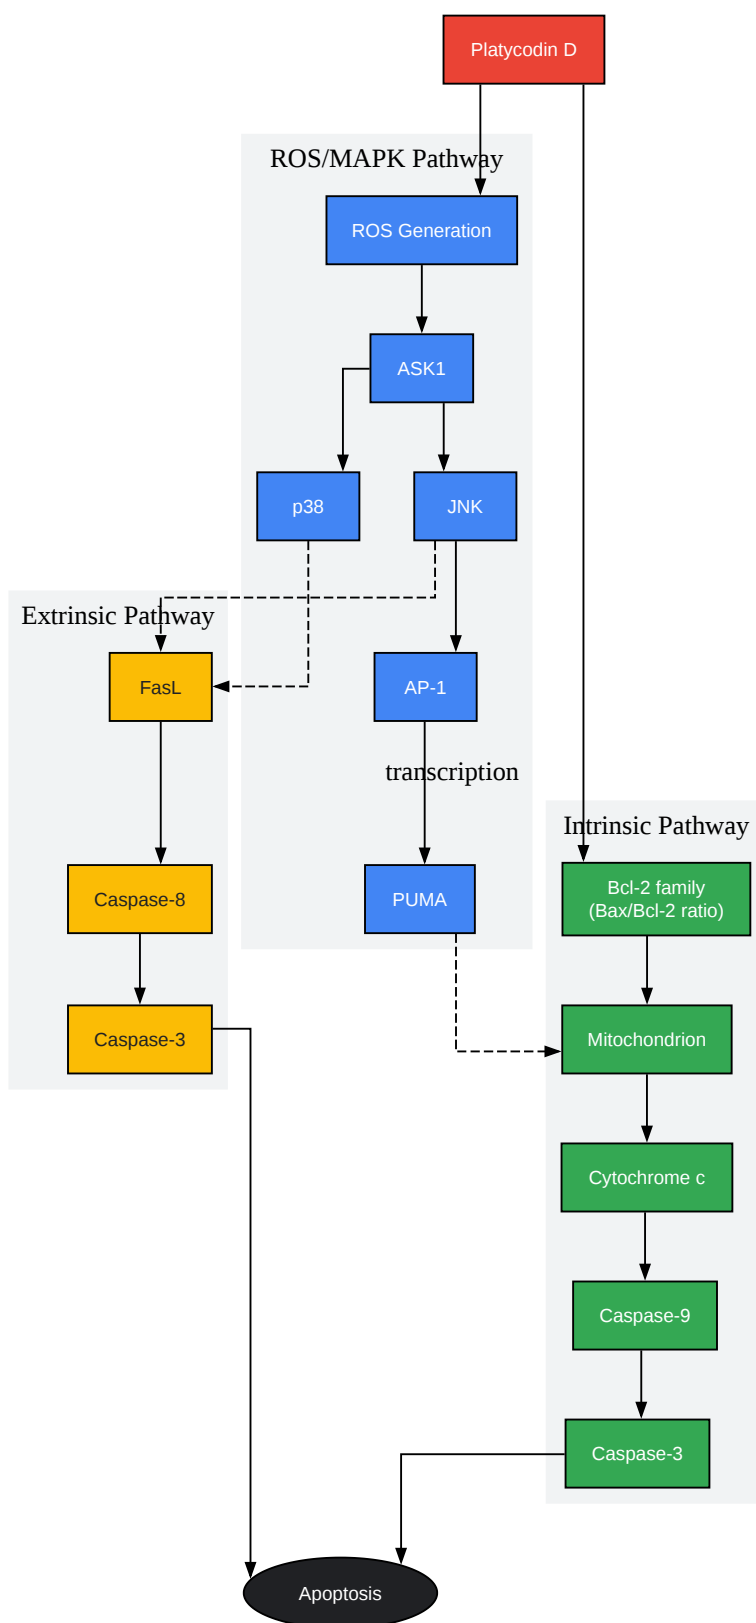 Platycodin D
ROS/MAPK Pathway
ROS Generation
ASK1
p38
JNK
Extrinsic Pathway
FasL
AP-1
transcription
Intrinsic Pathway
Caspase-8
PUMA
Bcl-2 family
(Bax/Bcl-2 ratio)
Caspase-3
Mitochondrion
Cytochrome c
Caspase-9
Caspase-3
Apoptosis